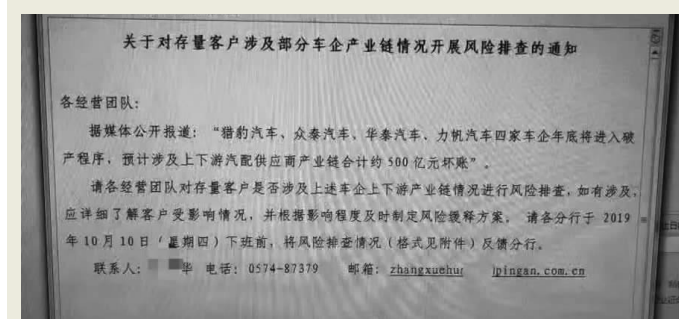 关于对存量客户涉及部分车企产业链情况开展风险排查的通知
各经营团队:
据媒体公开报道:“猎豹汽车、众泰汽车、华泰汽车、力帆汽车四家车企年底将进入破
产程序，预计涉及上下游汽配供应商产业链合计约500亿元坏账”。
请各经营团队对存量客户是否涉及上述车企上下游产业链情况进行风险排查，如有涉及，
应详细了解客户受影响情况，并根据影响程度及时制定风险缓释方案。请各分行于2019
年10月10日（星期四）下班前，将风险排查情况（格式见附件）反馈分行。
联系人: 华 电话: 0574-87379 邮箱: zhangxuehu ipingan.com.cn